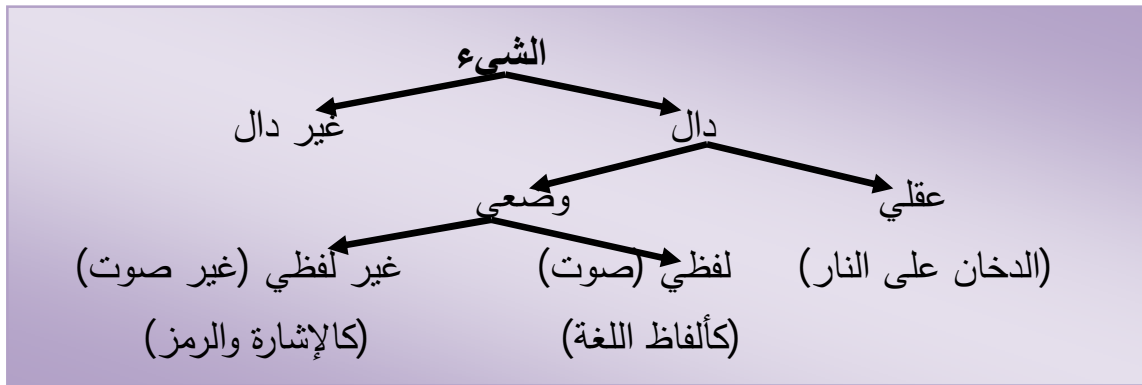 الشيء
دال
غير دال
عقلي
وضعي
(الدخان على النار)
لفظي (صوت)
غير لفظي (غير صوت)
(كألفاظ اللغة)
(كالإشارة والرمز)